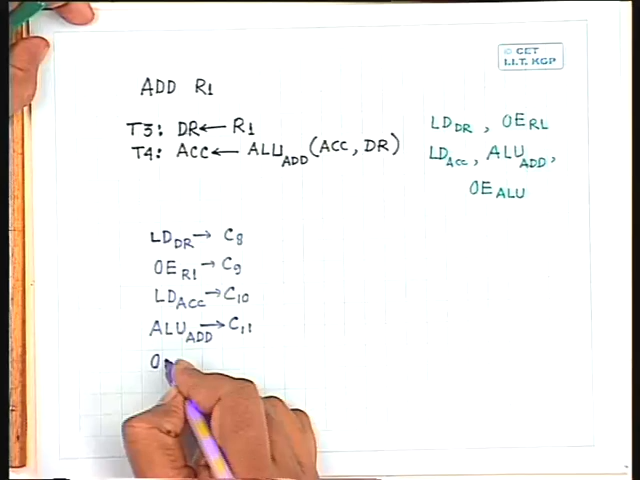 © CET
I.I.T. KGP
ADD R1
T3: DR ← R1 LD_DR , OE_R1
T4: ACC ← ALU_ADD (ACC, DR) LD_ACC , ALU_ADD ,
OE_ALU
LD_DR → C8
OE_R1 → C9
LD_ACC → C10
ALU_ADD → C11
O